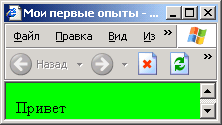 Мои первые опыты - ...
Файл Правка Вид Из »
Назад »
Привет